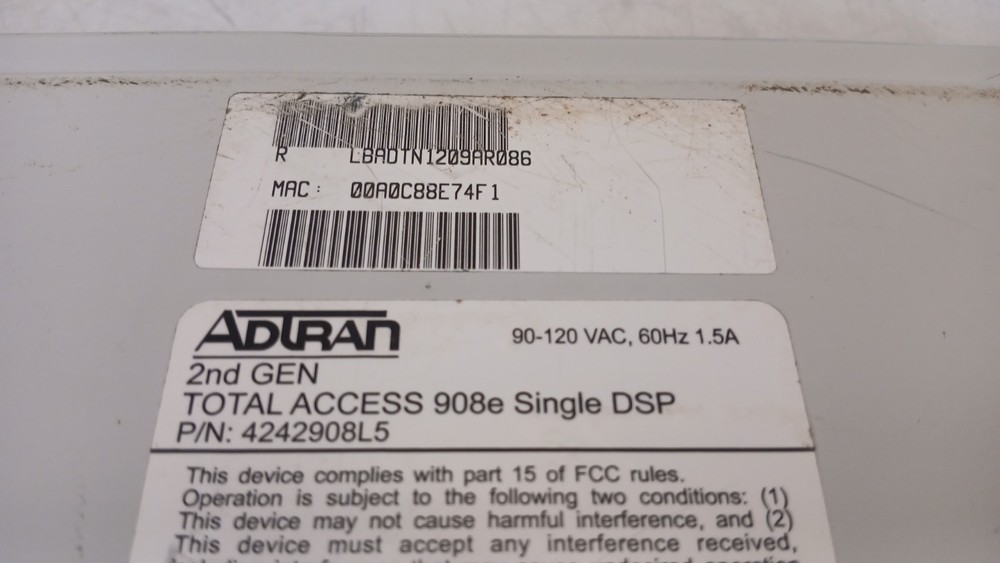 R LBADTN1209AR086
MAC: 00A0C88E74F1
ADTRAN
90-120 VAC, 60Hz 1.5A
2nd GEN
TOTAL ACCESS 908e Single DSP
P/N: 4242908L5
This device complies with part 15 of FCC rules.
Operation is subject to the following two conditions: (1)
This device may not cause harmful interference, and (2)
This device must accept any interference received,